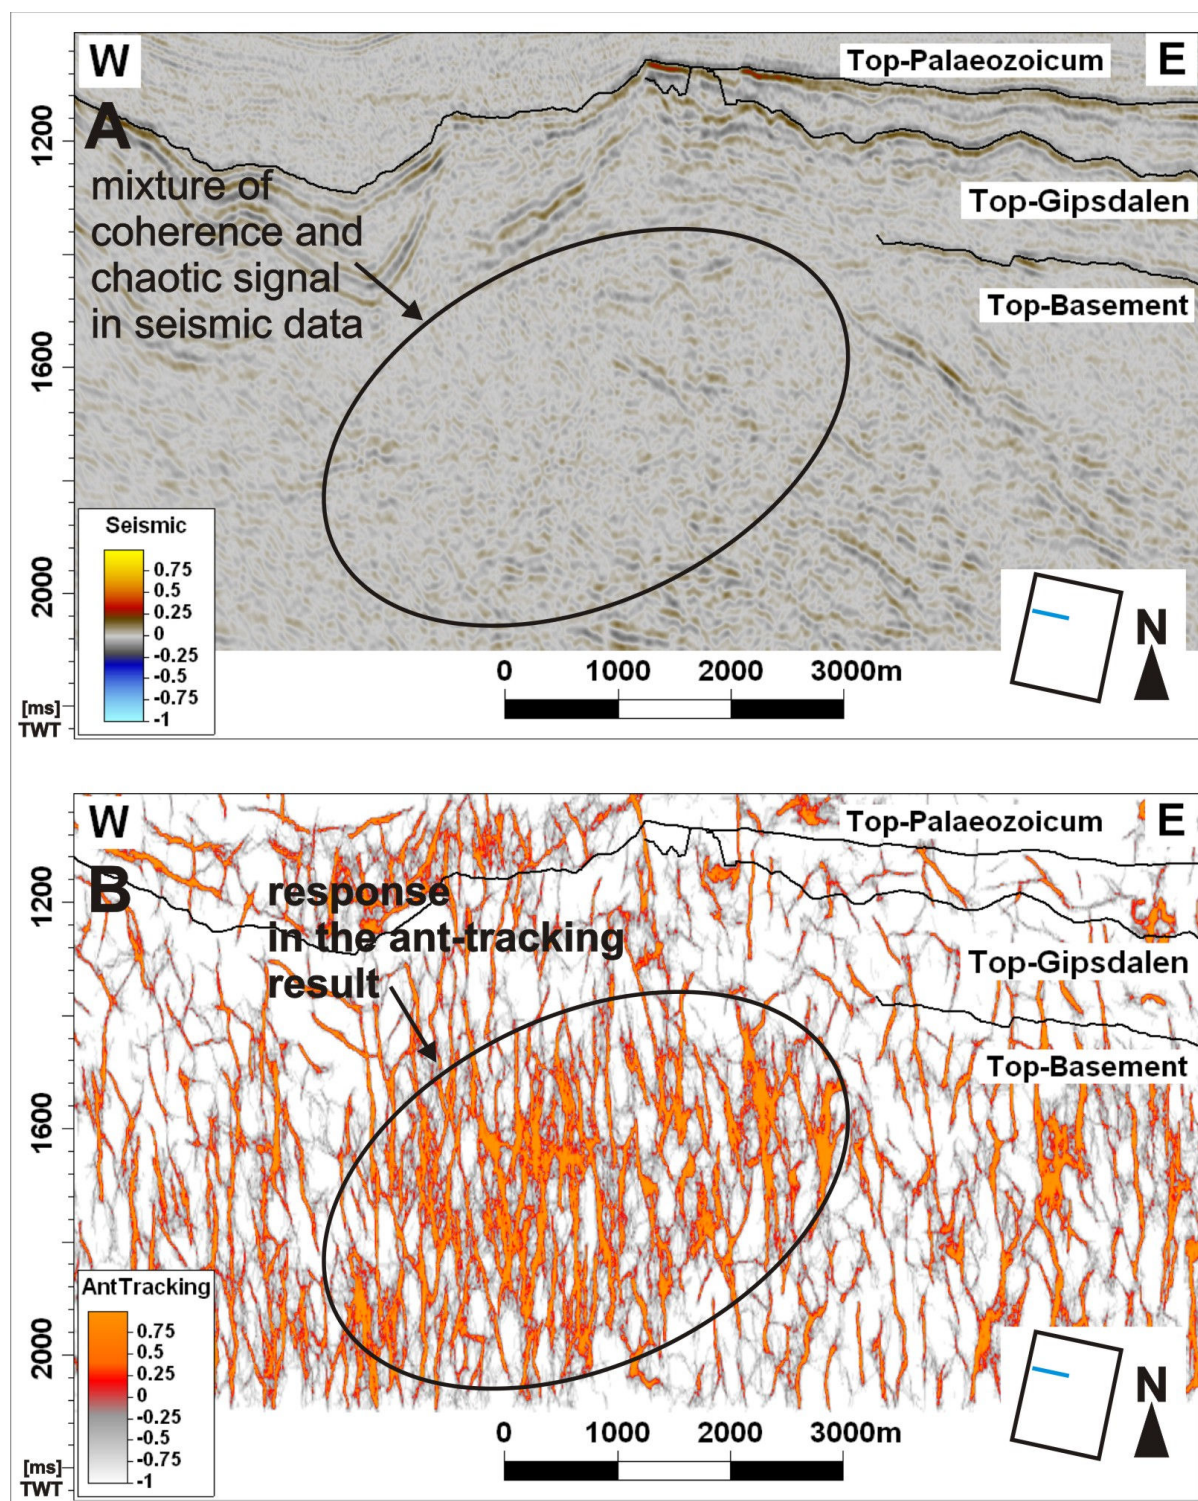 W
Top-Palaeozoicum
E
A
1200
mixture of
coherence and
chaotic signal
in seismic data
Top-Gipsdalen
Top-Basement
1600
2000
Seismic
0.75
0.5
0.25
0
-0.25
-0.5
-0.75
-1
[ms]
TWT
0 1000 2000 3000m
N
W
Top-Palaeozoicum
E
B
1200
response
in the ant-tracking
result
Top-Gipsdalen
Top-Basement
1600
2000
AntTracking
0.75
0.5
0.25
0
-0.25
-0.5
-0.75
-1
[ms]
TWT
0 1000 2000 3000m
N